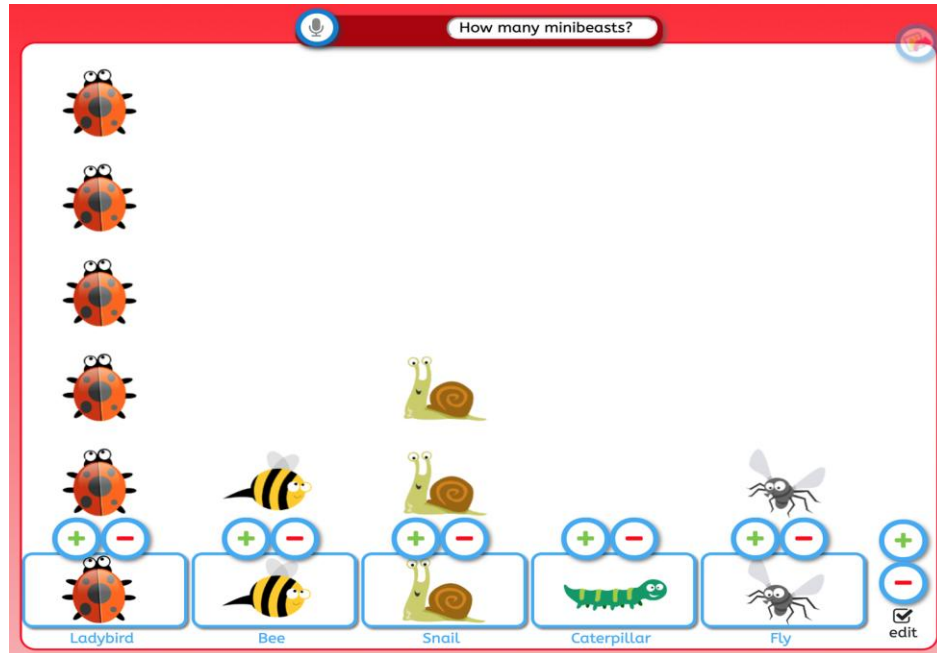 How many minibeasts?
Ladybird
Bee
Snail
Caterpillar
Fly
edit